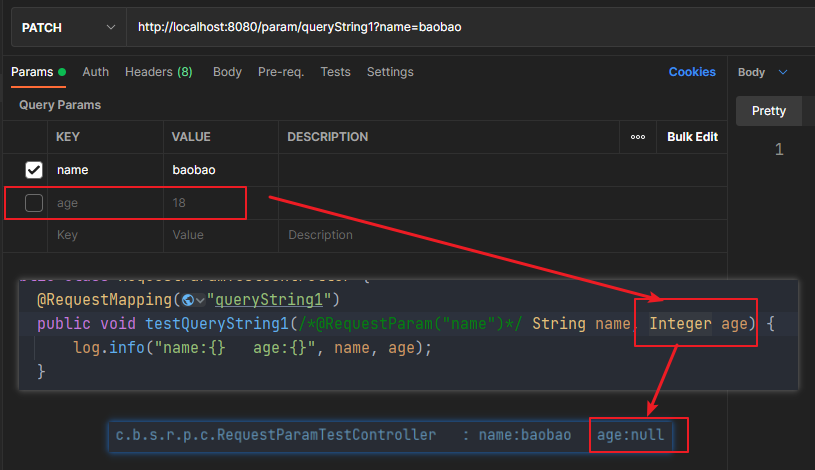 PATCH http://localhost:8080/param/queryString1?name=baobao
Params Auth Headers (8) Body Pre-req. Tests Settings Cookies Body
Query Params
Pretty
KEY VALUE DESCRIPTION ooo Bulk Edit
1
name baobao
age 18
Key Value Description
@RequestMapping("queryString1")
public void testQueryString1(/*@RequestParam("name")*/ String name, Integer age) {
log.info("name:{} age:{}", name, age);
}
c.b.s.r.p.c.RequestParamTestController : name:baobao age:null